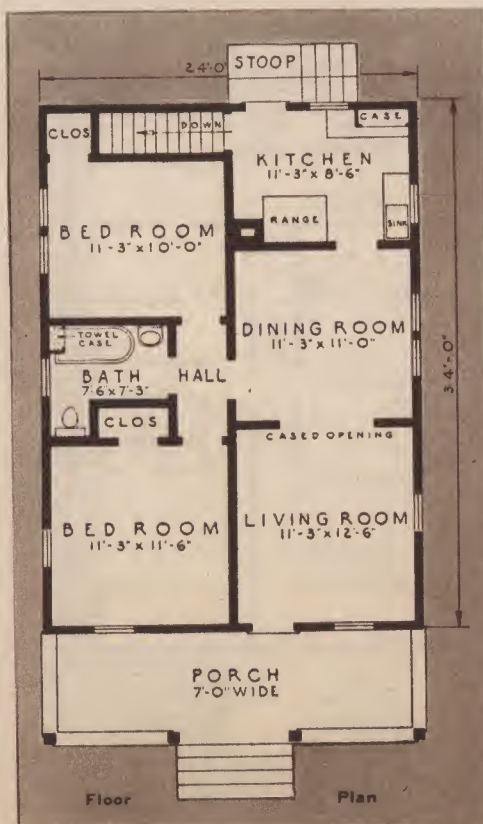 24'-0"
STOOP
CLOS
DOWN
CASE
KITCHEN
11'-3" x 8'-6"
BED ROOM
11'-3" x 10'-0"
RANGE
SINK
TOWEL
CASE
DINING ROOM
11'-3" x 11'-0"
34'-0"
BATH
7'-6" x 7'-3"
HALL
CLOS
CASED OPENING
BED ROOM
11'-3" x 11'-6"
LIVING ROOM
11'-3" x 12'-6"
PORCH
7'-0" WIDE
Floor Plan